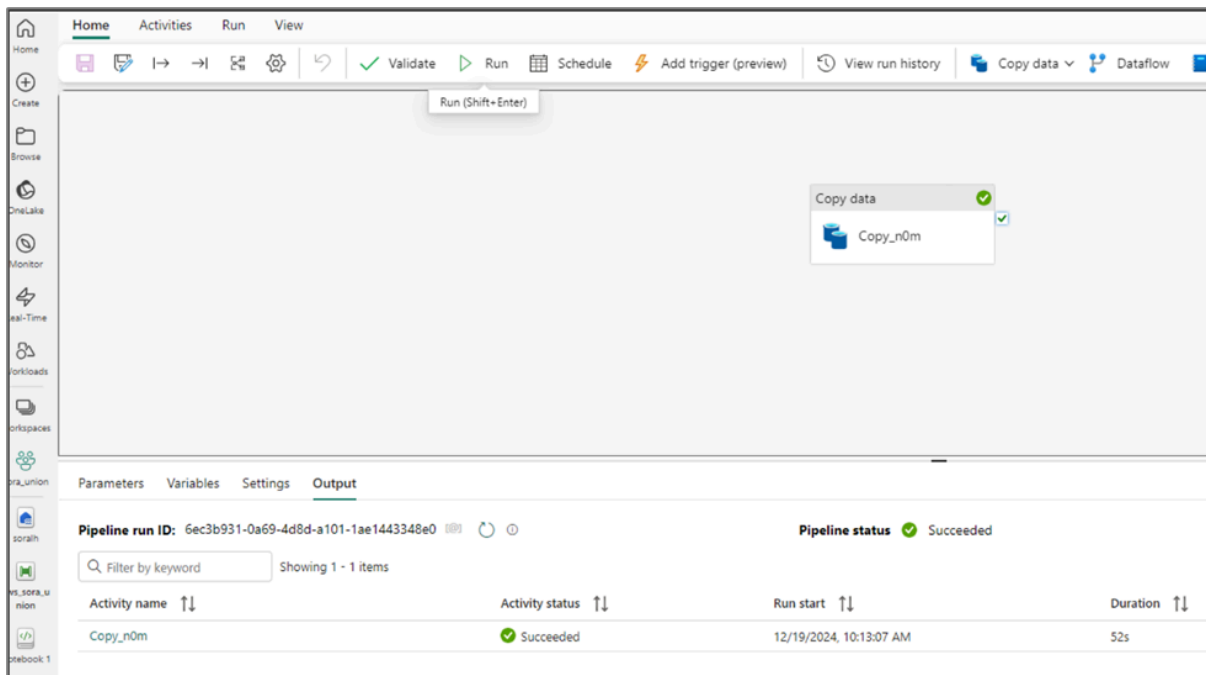 Home Activities Run View
Validate Run Schedule Add trigger (preview) View run history Copy data Dataflow
Run (Shift+Enter)
Home
Create
Browse
OneLake
Monitor
eal-Time
Workloads
orkspaces
ora_union
soralh
ws_sora_u
nion
otebook 1
Copy data
Copy_n0m
Parameters Variables Settings Output
Pipeline run ID: 6ec3b931-0a69-4d8d-a101-1ae1443348e0 Pipeline status Succeeded
Filter by keyword Showing 1 - 1 items
Activity name Activity status Run start Duration
Copy_n0m Succeeded 12/19/2024, 10:13:07 AM 52s